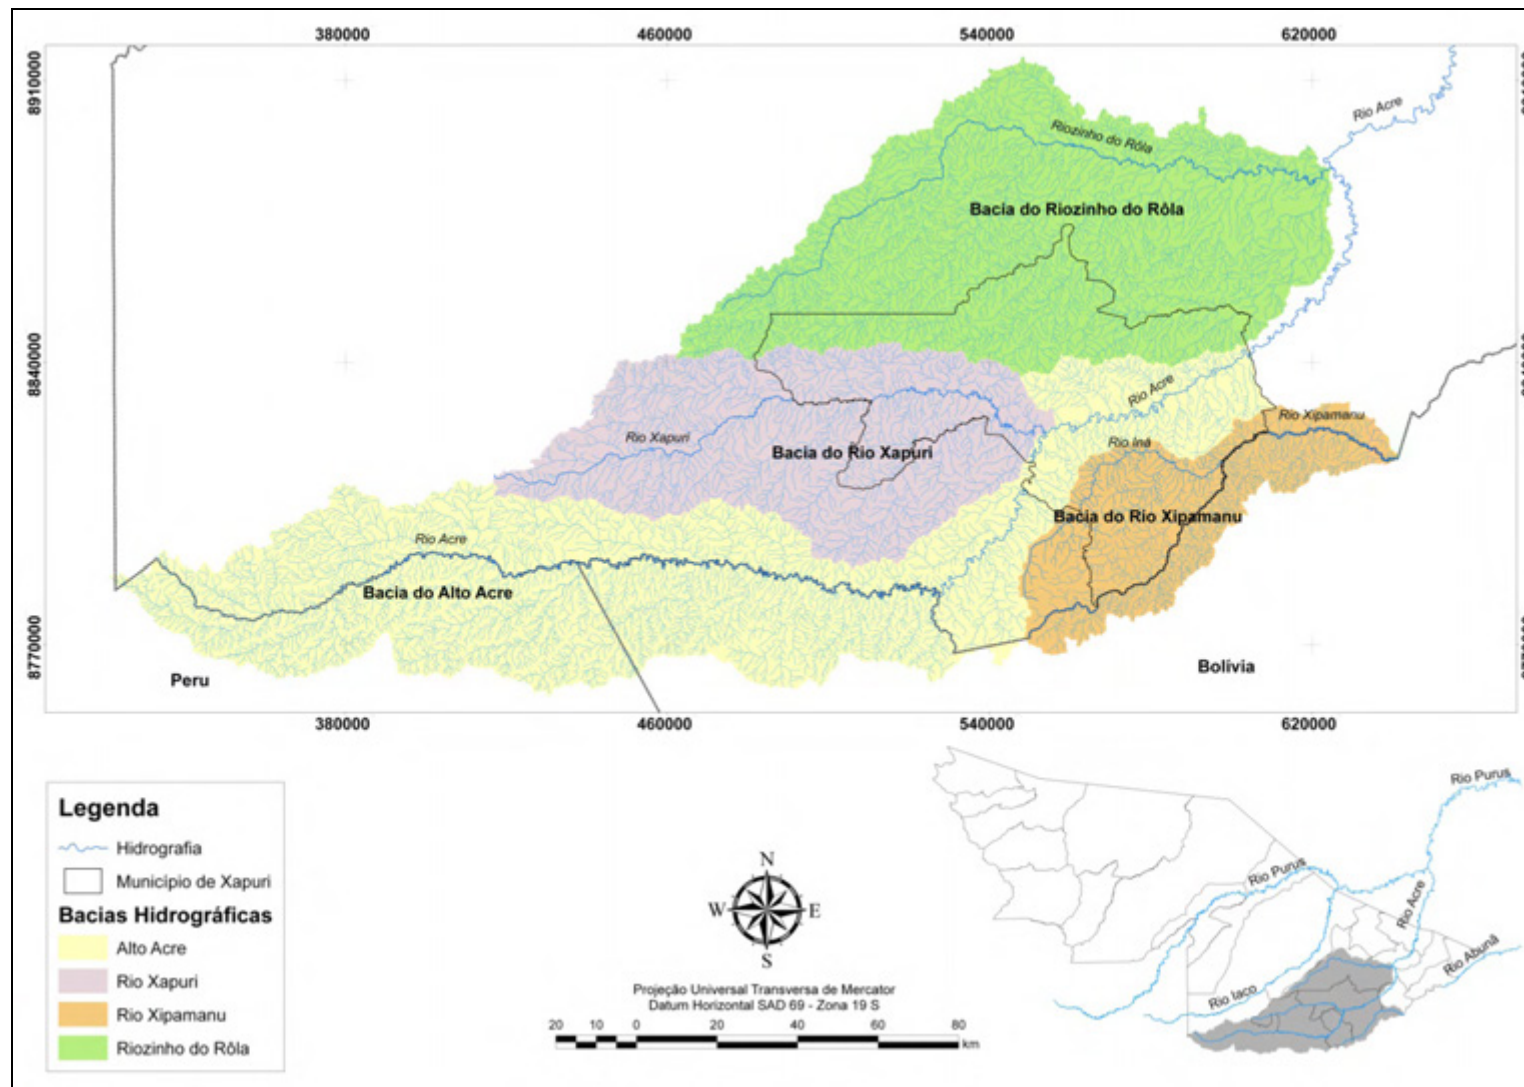 380000
460000
540000
620000
8910000
Rio Acre
Riozinho do Rôla
Bacia do Riozinho do Rôla
8840000
Rio Acre
Rio Xipamanu
Rio Xapuri
Rio Iná
Bacia do Rio Xapuri
Bacia do Rio Xipamanu
Rio Acre
Bacia do Alto Acre
8770000
Peru
Bolívia
380000
460000
540000
620000
Legenda
Hidrografia
Município de Xapuri
Bacias Hidrográficas
Alto Acre
Rio Xapuri
Rio Xipamanu
Riozinho do Rôla
N
W
E
S
Projeção Universal Transversa de Mercator
Datum Horizontal SAD 69 - Zona 19 S
20 10 0 20 40 60 80
km
Rio Purus
Rio Purus
Rio Acre
Rio Abunã
Rio Iaco